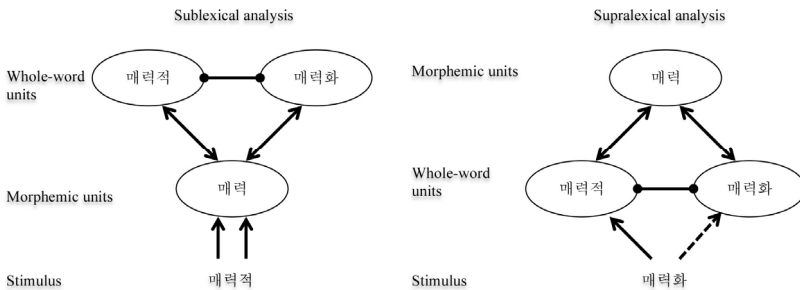 Sublexical analysis
Whole-word
units
매력적
매력화
Morphemic units
매력
Stimulus
매력적
Supralexical analysis
Morphemic units
매력
Whole-word
units
매력적
매력화
Stimulus
매력화